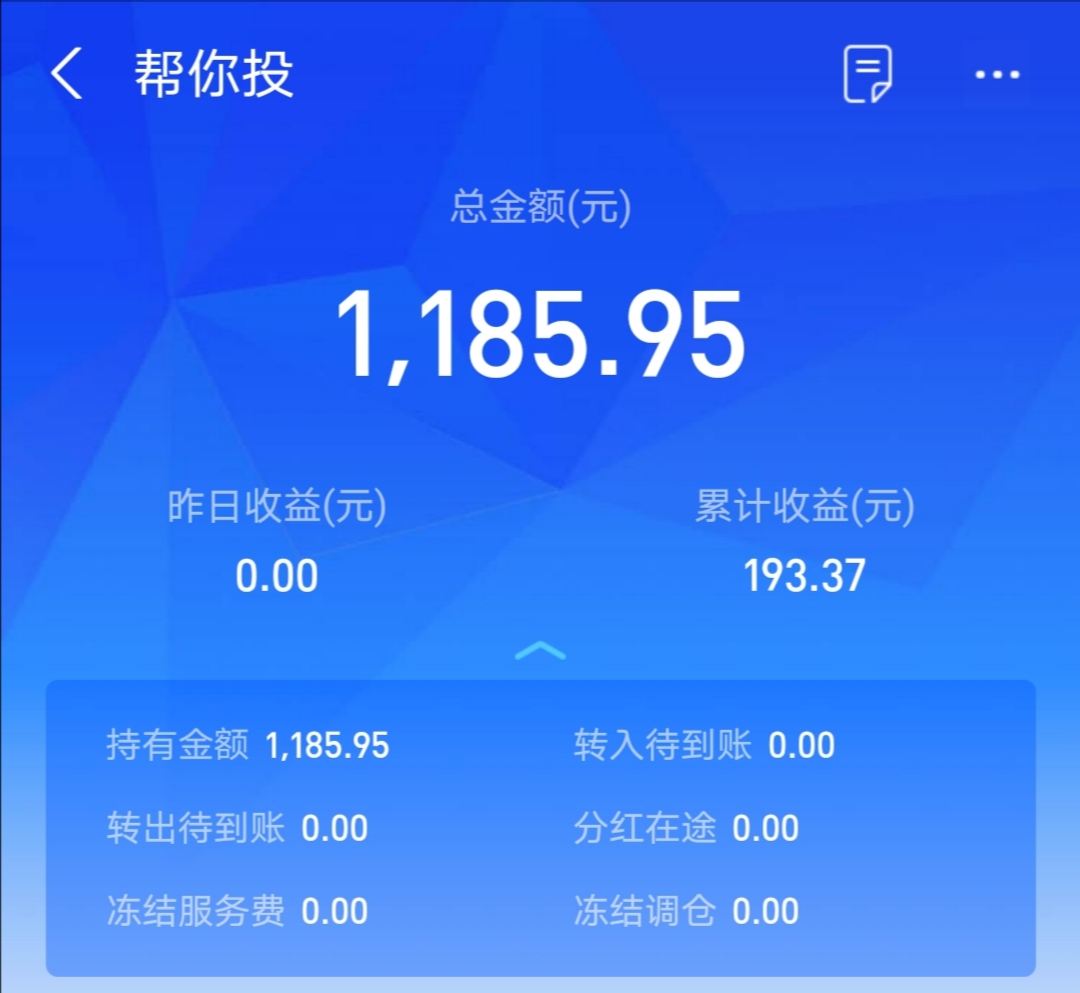 帮你投
总金额(元)
1,185.95
昨日收益(元) 累计收益(元)
0.00 193.37
持有金额 1,185.95 转入待到账 0.00
转出待到账 0.00 分红在途 0.00
冻结服务费 0.00 冻结调仓 0.00